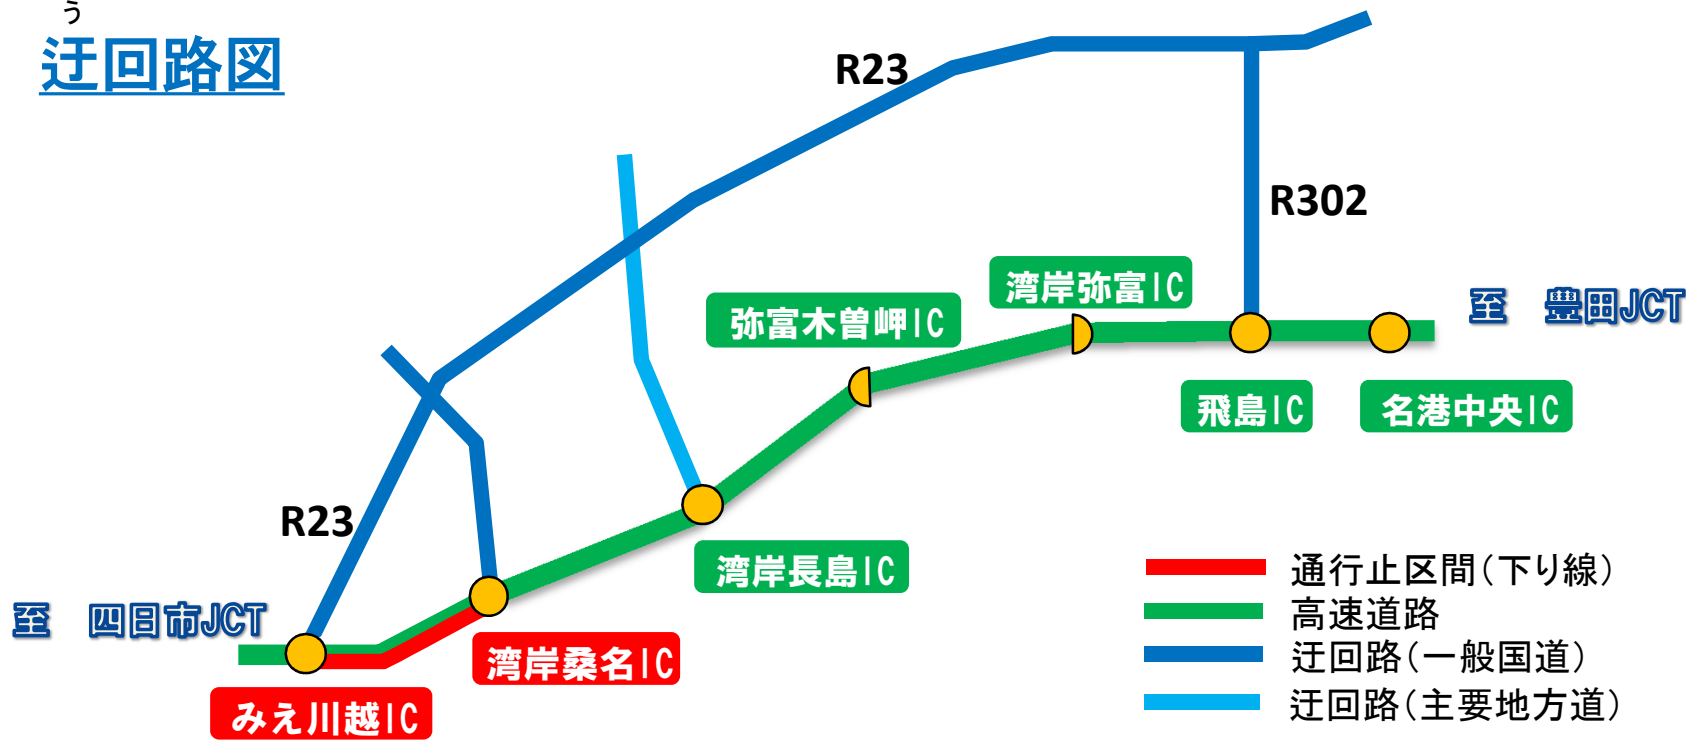 う
迂回路図
R23
R302
湾岸弥富IC
至 豊田JCT
弥富木曽岬IC
飛島IC
名港中央IC
R23
湾岸長島IC
至 四日市JCT
湾岸桑名IC
みえ川越IC
通行止区間(下り線)
高速道路
迂回路(一般国道)
迂回路(主要地方道)